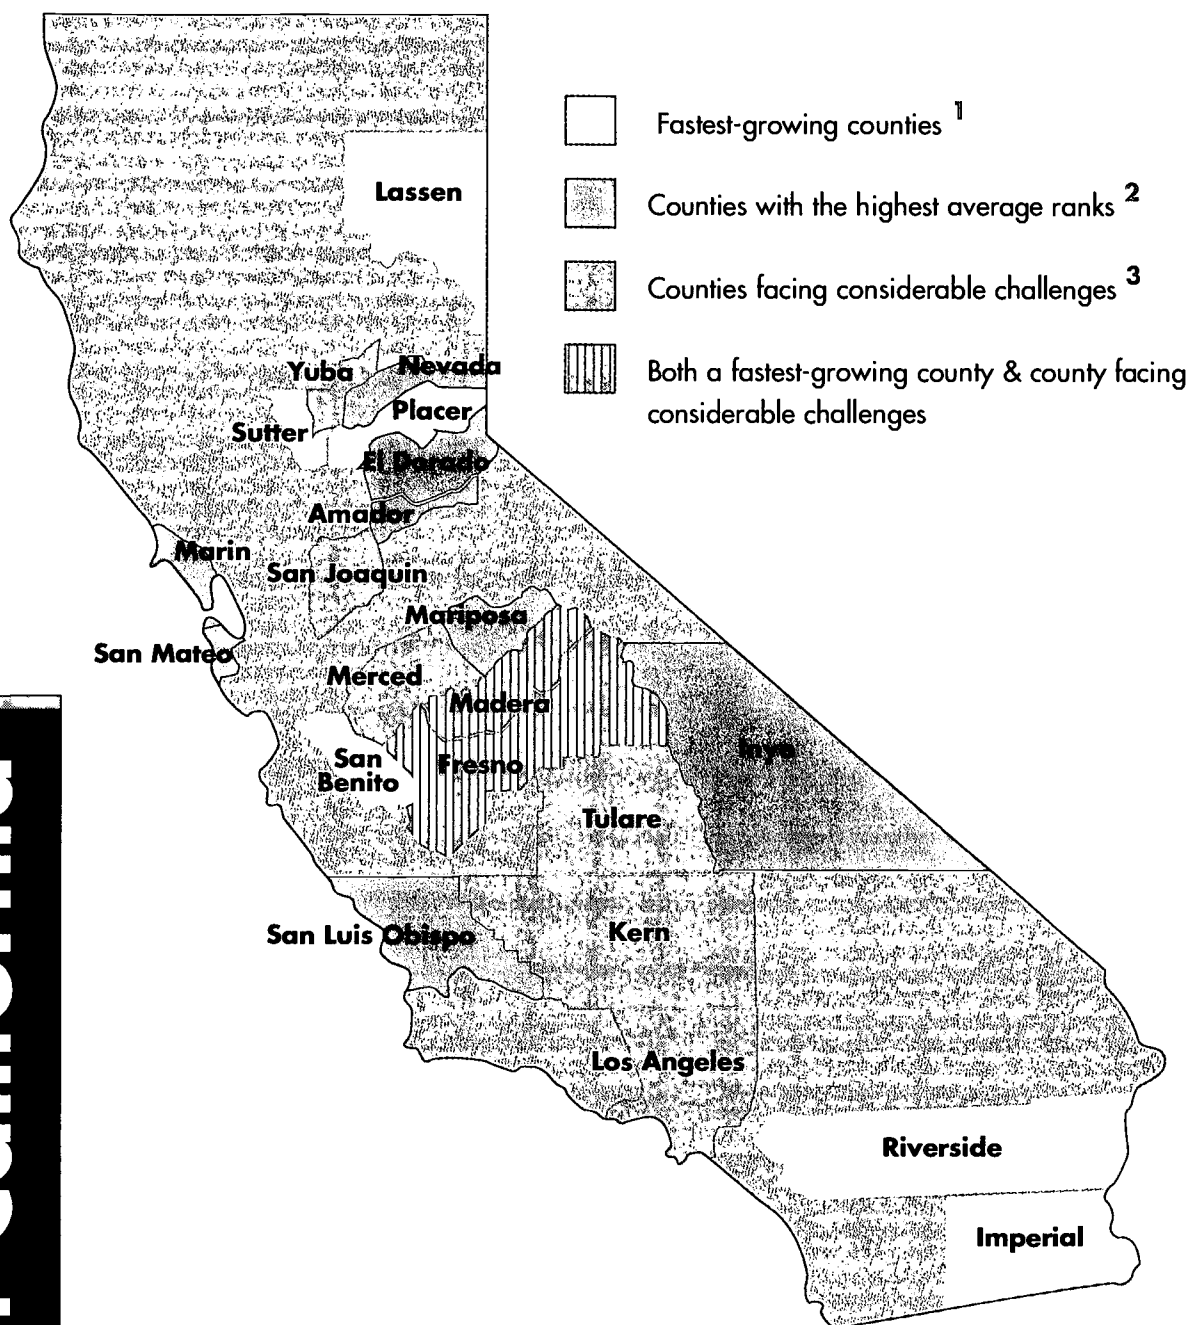 Fastest-growing counties 1
Counties with the highest average ranks 2
Counties facing considerable challenges 3
Both a fastest-growing county & county facing
considerable challenges
Lassen
Yuba
Nevada
Placer
Sutter
El Dorado
Amador
Marin
San Joaquin
Mariposa
San Mateo
Merced
Madera
San
Benito
Fresno
Inyo
Tulare
San Luis Obispo
Kern
Los Angeles
Riverside
Imperial